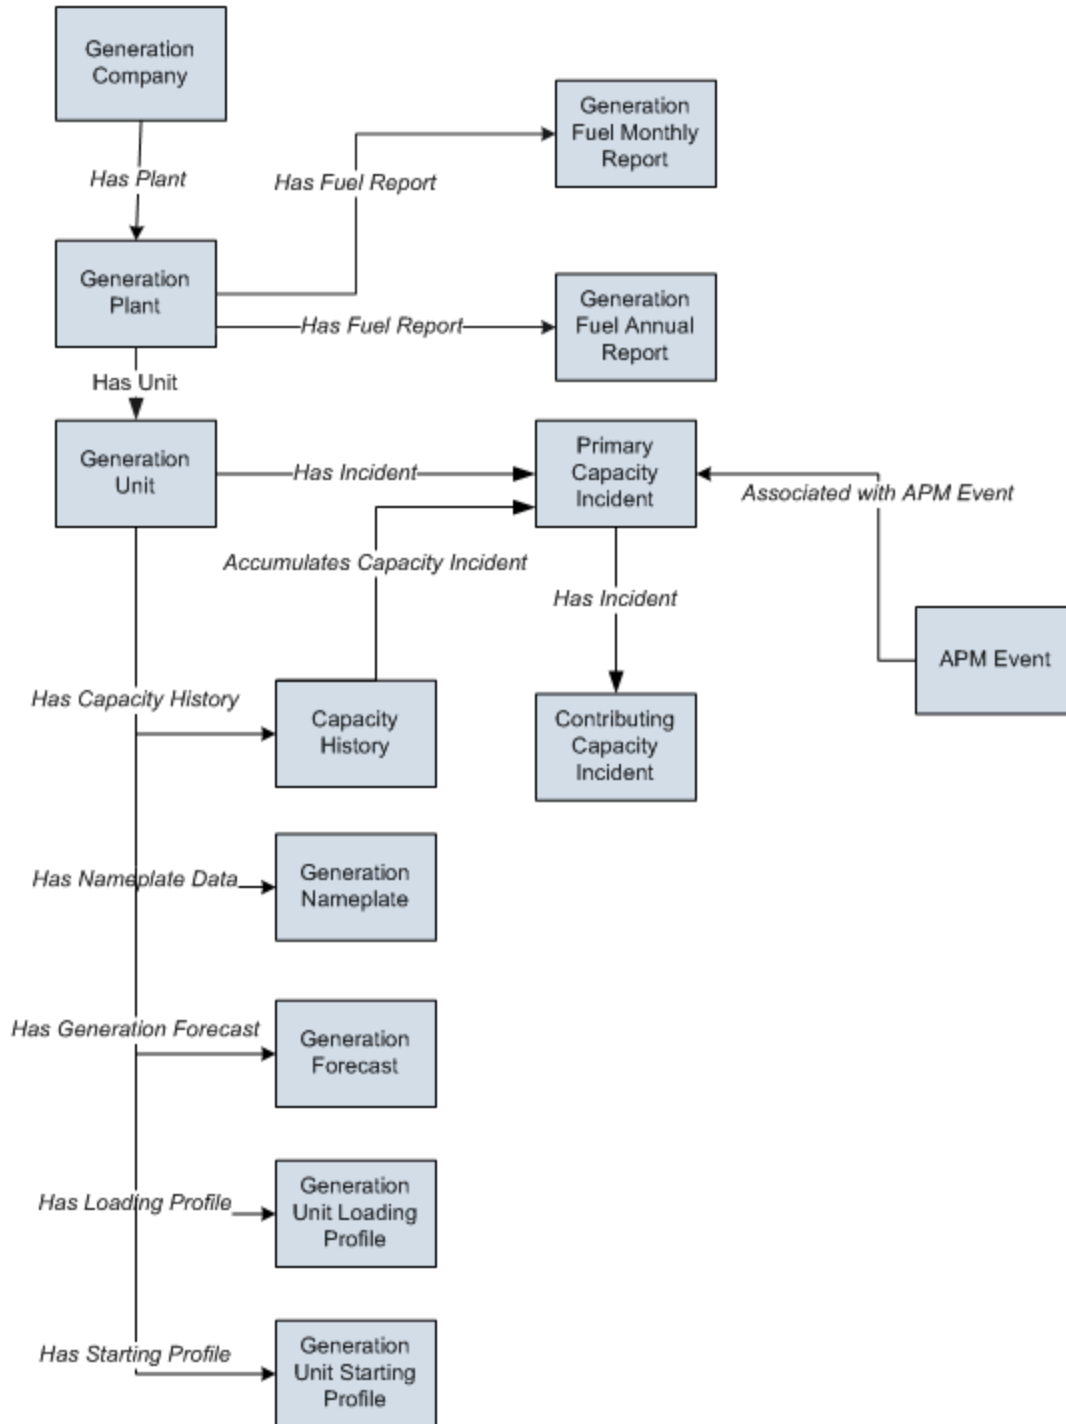 Generation
Company
Has Plant
Generation
Fuel Monthly
Report
Has Fuel Report
Generation
Plant
Generation
Fuel Annual
Report
Has Fuel Report
Has Unit
Generation
Unit
Has Incident
Primary
Capacity
Incident
Associated with APM Event
Accumulates Capacity Incident
Has Incident
APM Event
Has Capacity History
Capacity
History
Contributing
Capacity
Incident
Has Nameplate Data
Generation
Nameplate
Has Generation Forecast
Generation
Forecast
Has Loading Profile
Generation
Unit Loading
Profile
Has Starting Profile
Generation
Unit Starting
Profile